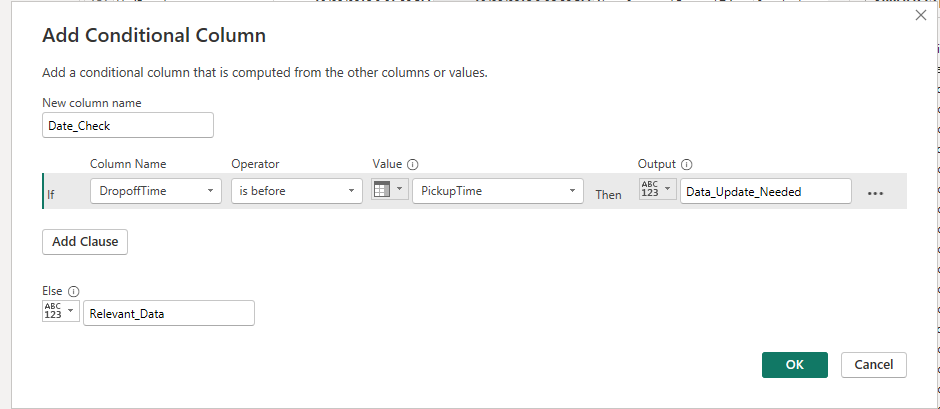 Add Conditional Column
Add a conditional column that is computed from the other columns or values.
New column name
Date_Check
Column Name Operator Value Output
If DropoffTime is before PickupTime Then ABC 123 Data_Update_Needed ...
Add Clause
Else
ABC 123 Relevant_Data
OK Cancel